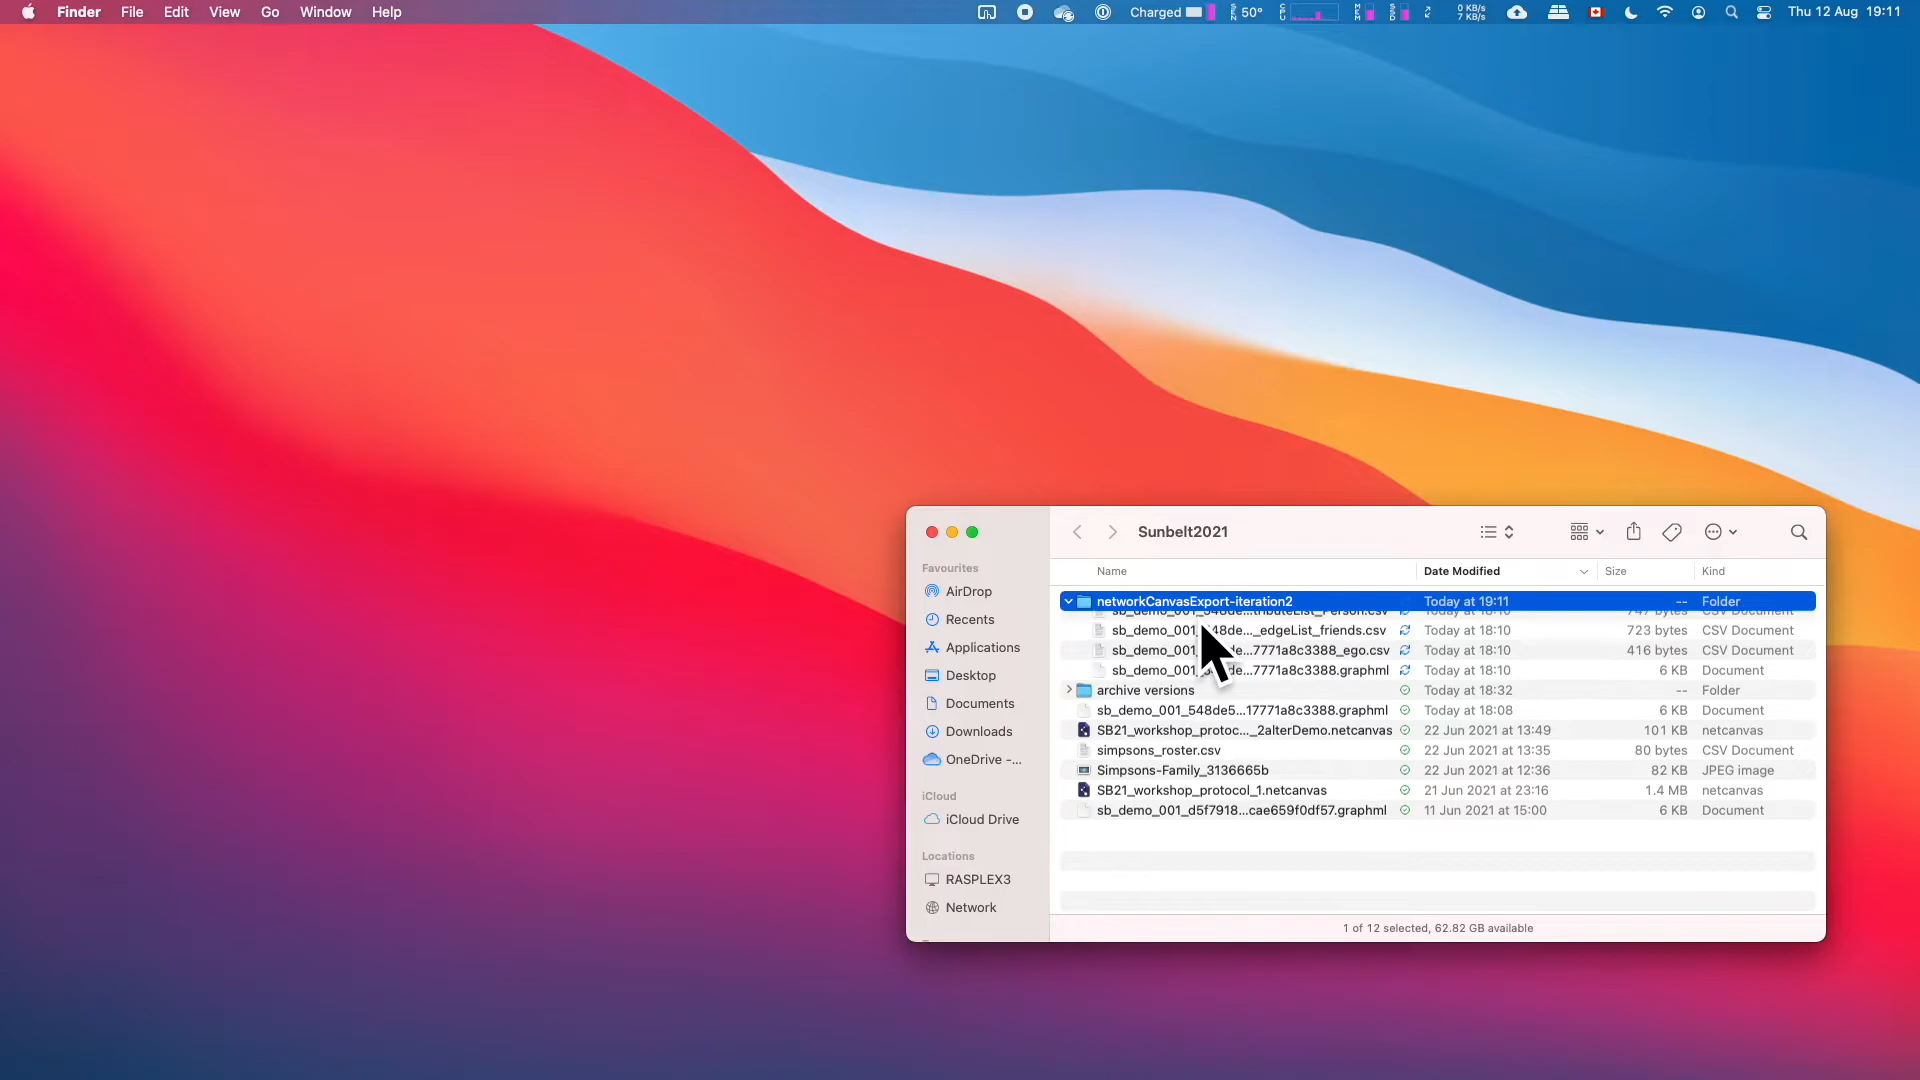 Finder File Edit View Go Window Help
Charged 50° 0 KB/s 7 KB/s Thu 12 Aug 19:11
Sunbelt2021
Favourites
AirDrop
Recents
Applications
Desktop
Documents
Downloads
OneDrive -...
iCloud
iCloud Drive
Locations
RASPLEX3
Network
Name Date Modified Size Kind
networkCanvasExport-iteration2 Today at 19:11 -- Folder
sb_demo_001_ ...de..._edgeList_friends.csv Today at 18:10 723 bytes CSV Document
sb_demo_001 ...7771a8c3388_ego.csv Today at 18:10 416 bytes CSV Document
sb_demo_001 ...7771a8c3388.graphml Today at 18:10 6 KB Document
archive versions Today at 18:32 -- Folder
sb_demo_001_548de5...17771a8c3388.graphml Today at 18:08 6 KB Document
SB21_workshop_protoc..._2alterDemo.netcanvas 22 Jun 2021 at 13:49 101 KB netcanvas
simpsons_roster.csv 22 Jun 2021 at 13:35 80 bytes CSV Document
Simpsons-Family_3136665b 22 Jun 2021 at 12:36 82 KB JPEG image
SB21_workshop_protocol_1.netcanvas 21 Jun 2021 at 23:16 1.4 MB netcanvas
sb_demo_001_d5f7918...cae659f0df57.graphml 11 Jun 2021 at 15:00 6 KB Document
1 of 12 selected, 62.82 GB available